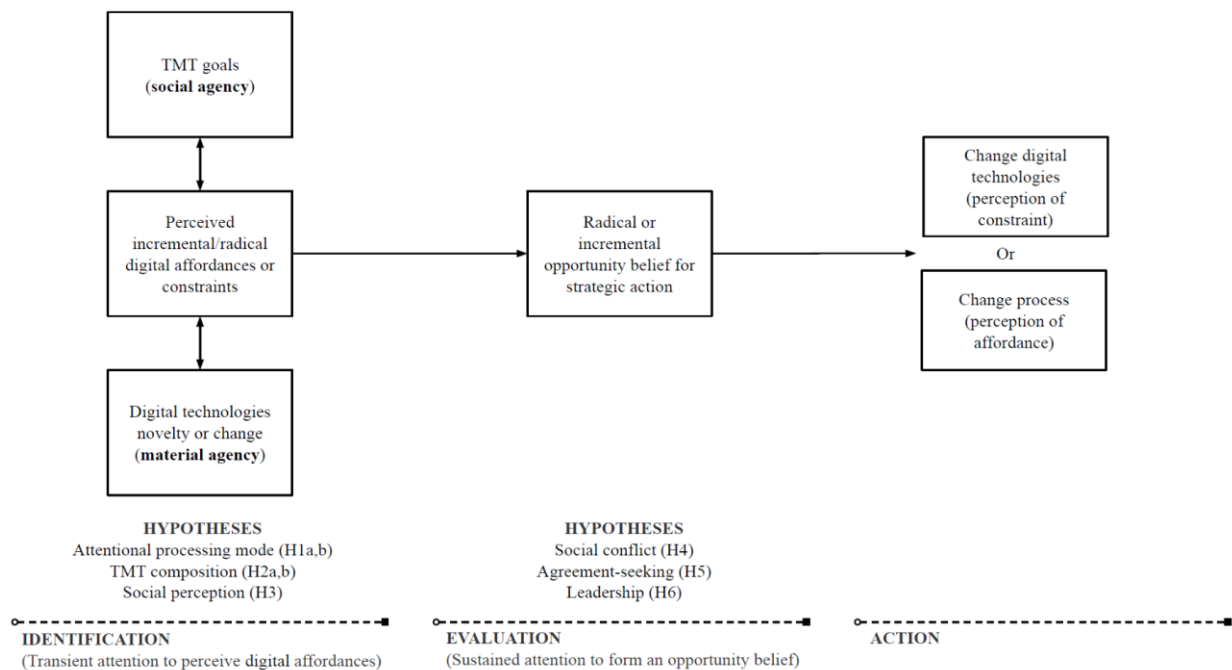 TMT goals
(social agency)
Perceived
incremental/radical
digital affordances or
constraints
Digital technologies
novelty or change
(material agency)
Radical or
incremental
opportunity belief for
strategic action
Change digital
technologies
(perception of
constraint)
Or
Change process
(perception of
affordance)
HYPOTHESES
Attentional processing mode (H1a,b)
TMT composition (H2a,b)
Social perception (H3)
HYPOTHESES
Social conflict (H4)
Agreement-seeking (H5)
Leadership (H6)
IDENTIFICATION
(Transient attention to perceive digital affordances)
EVALUATION
(Sustained attention to form an opportunity belief)
ACTION